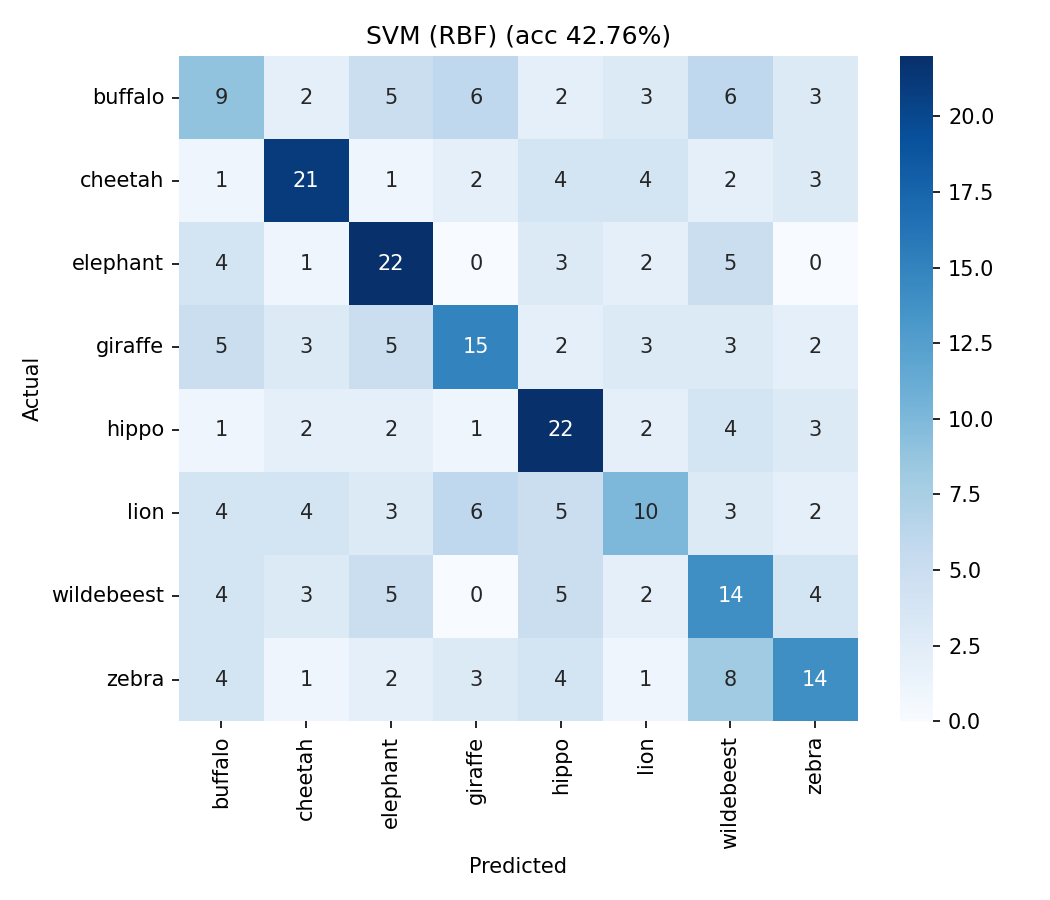 SVM (RBF) (acc 42.76%)
buffalo 9 2 5 6 2 3 6 3
cheetah 1 21 1 2 4 4 2 3
elephant 4 1 22 0 3 2 5 0
giraffe 5 3 5 15 2 3 3 2
hippo 1 2 2 1 22 2 4 3
lion 4 4 3 6 5 10 3 2
wildebeest 4 3 5 0 5 2 14 4
zebra 4 1 2 3 4 1 8 14
Actual
buffalo cheetah elephant giraffe hippo lion wildebeest zebra
Predicted
20.0
17.5
15.0
12.5
10.0
7.5
5.0
2.5
0.0